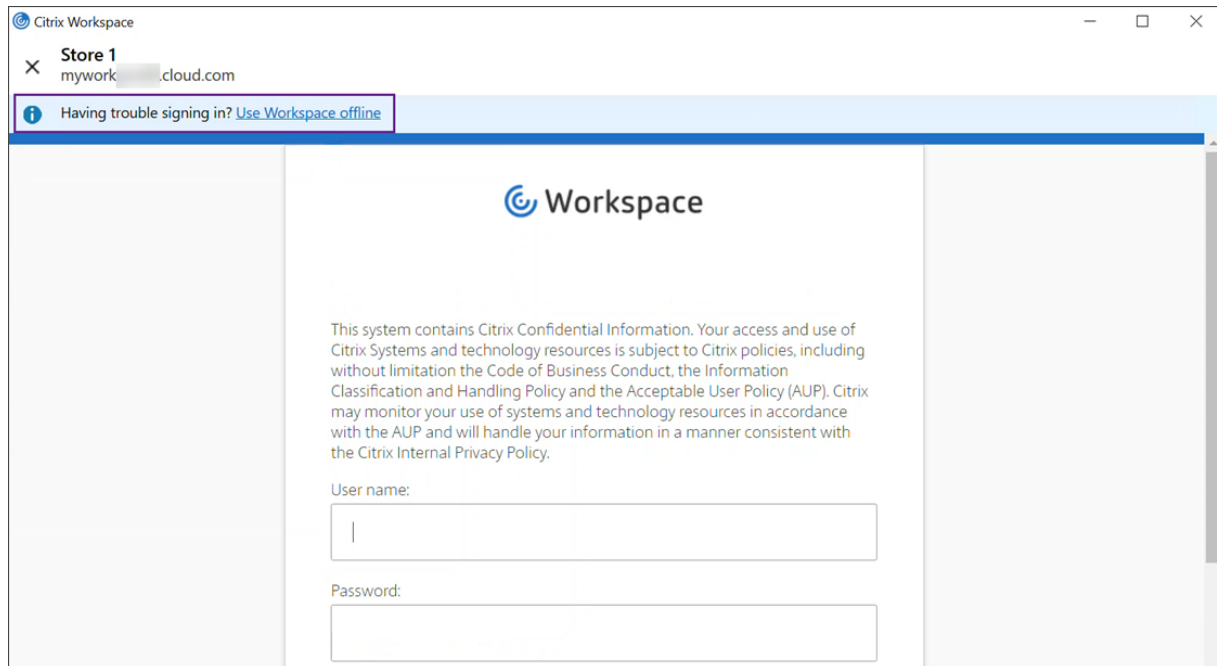 Citrix Workspace
Store 1
mywork .cloud.com
Having trouble signing in? Use Workspace offline
Workspace
This system contains Citrix Confidential Information. Your access and use of
Citrix Systems and technology resources is subject to Citrix policies, including
without limitation the Code of Business Conduct, the Information
Classification and Handling Policy and the Acceptable User Policy (AUP). Citrix
may monitor your use of systems and technology resources in accordance
with the AUP and will handle your information in a manner consistent with
the Citrix Internal Privacy Policy.
User name:
Password: